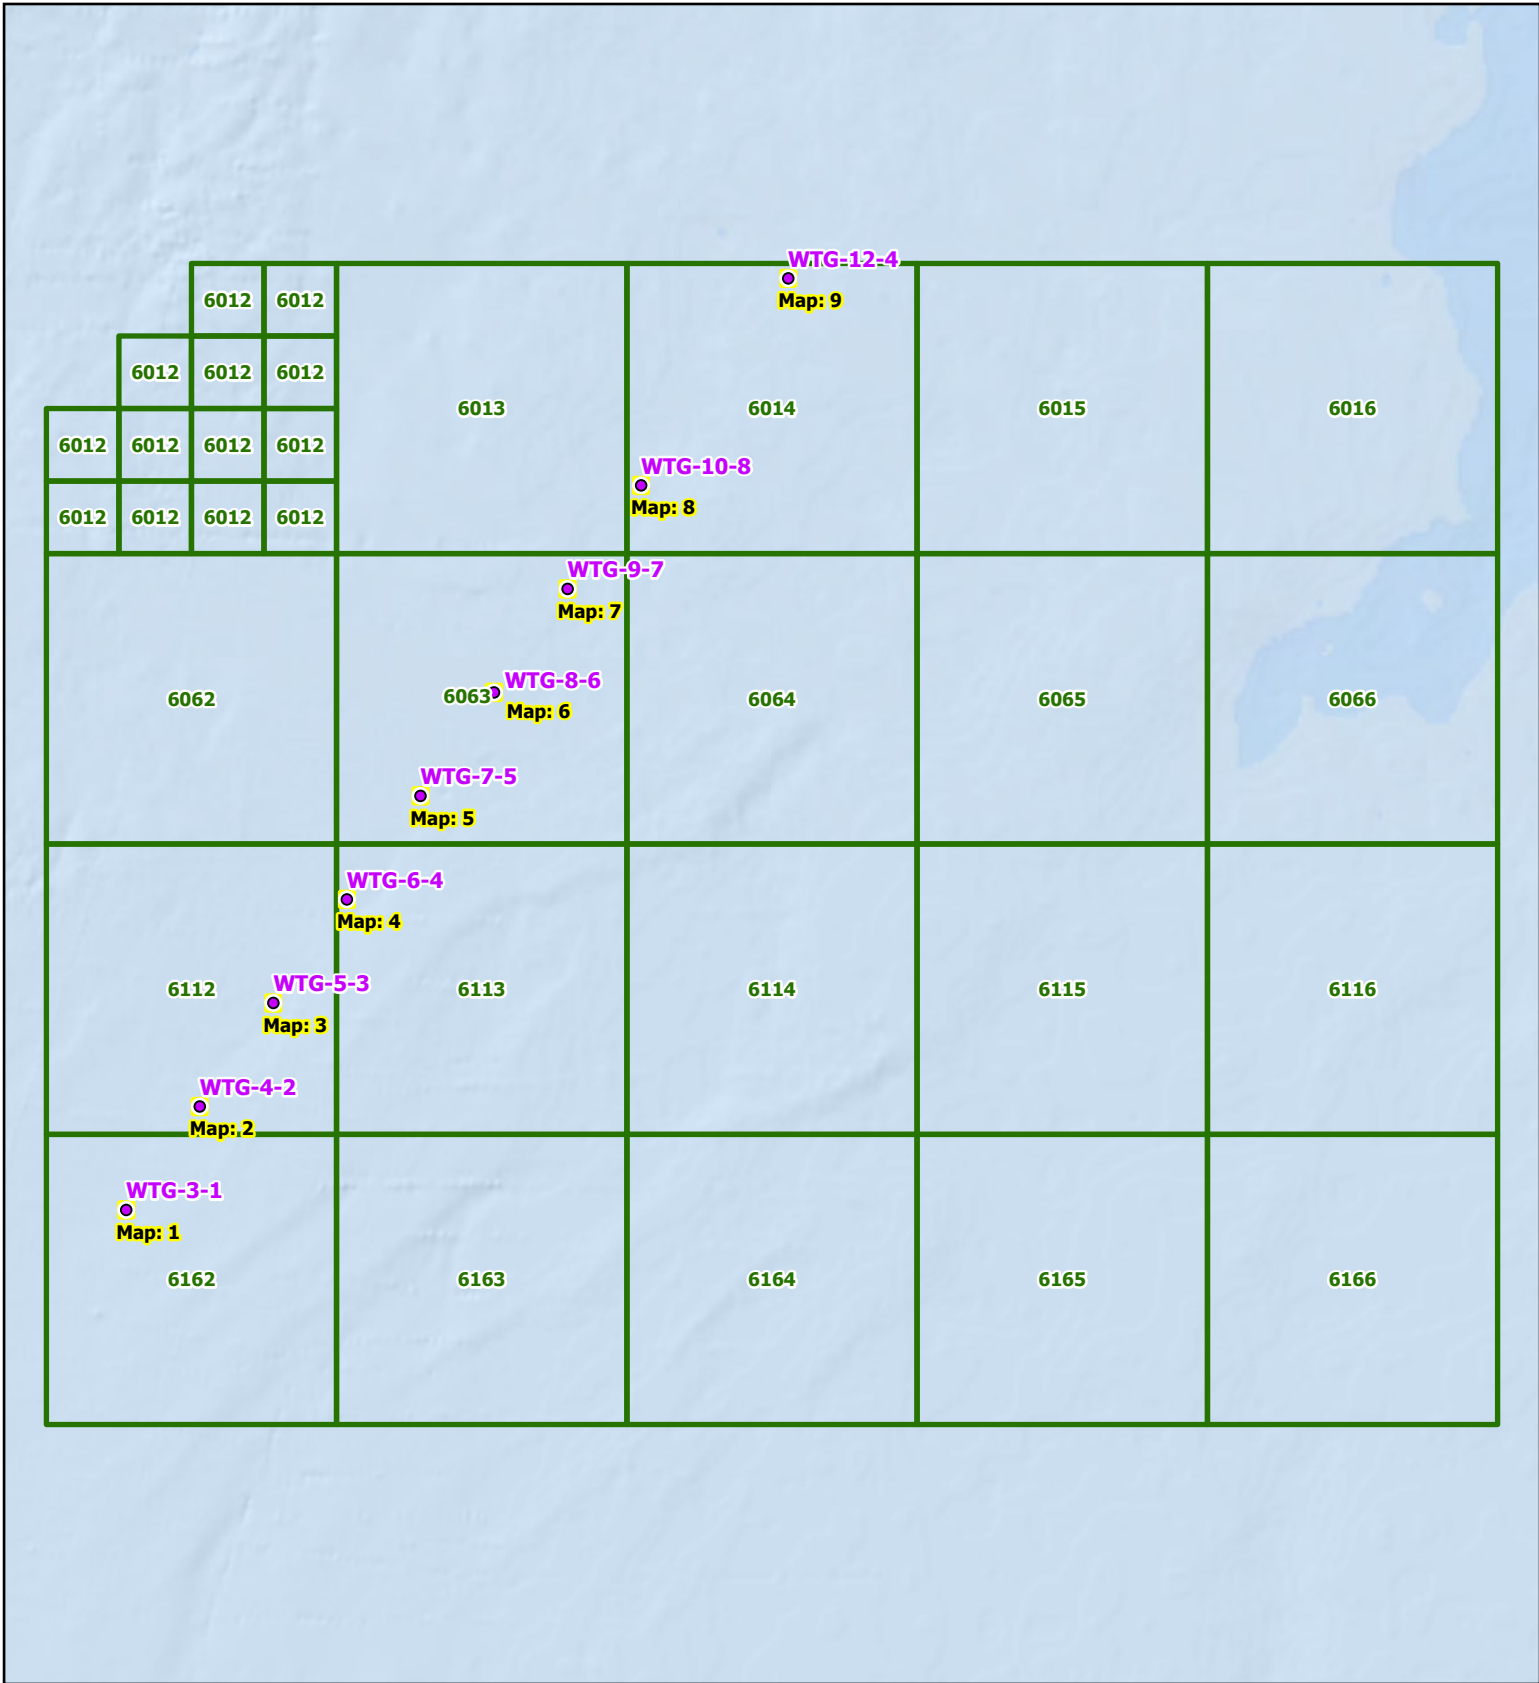 WTG-12-4
6012 6012
Map: 9
6012 6012 6012
6013 6014 6015 6016
6012 6012 6012 6012
WTG-10-8
Map: 8
6012 6012 6012 6012
WTG-9-7
Map: 7
WTG-8-6
6062 6063 6064 6065 6066
Map: 6
WTG-7-5
Map: 5
WTG-6-4
Map: 4
WTG-5-3
6112 6113 6114 6115 6116
Map: 3
WTG-4-2
Map: 2
WTG-3-1
Map: 1
6162 6163 6164 6165 6166